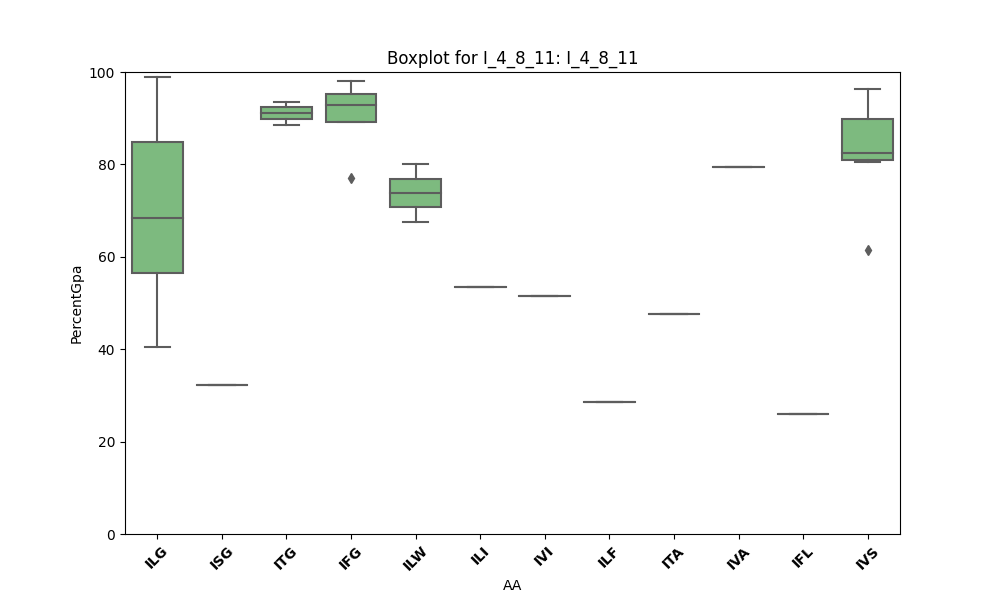 Boxplot for I_4_8_11: I_4_8_11
PercentGpa
100
80
60
40
20
0
ILG
ISG
ITG
IFG
ILW
ILI
IVI
ILF
ITA
IVA
IFL
IVS
AA